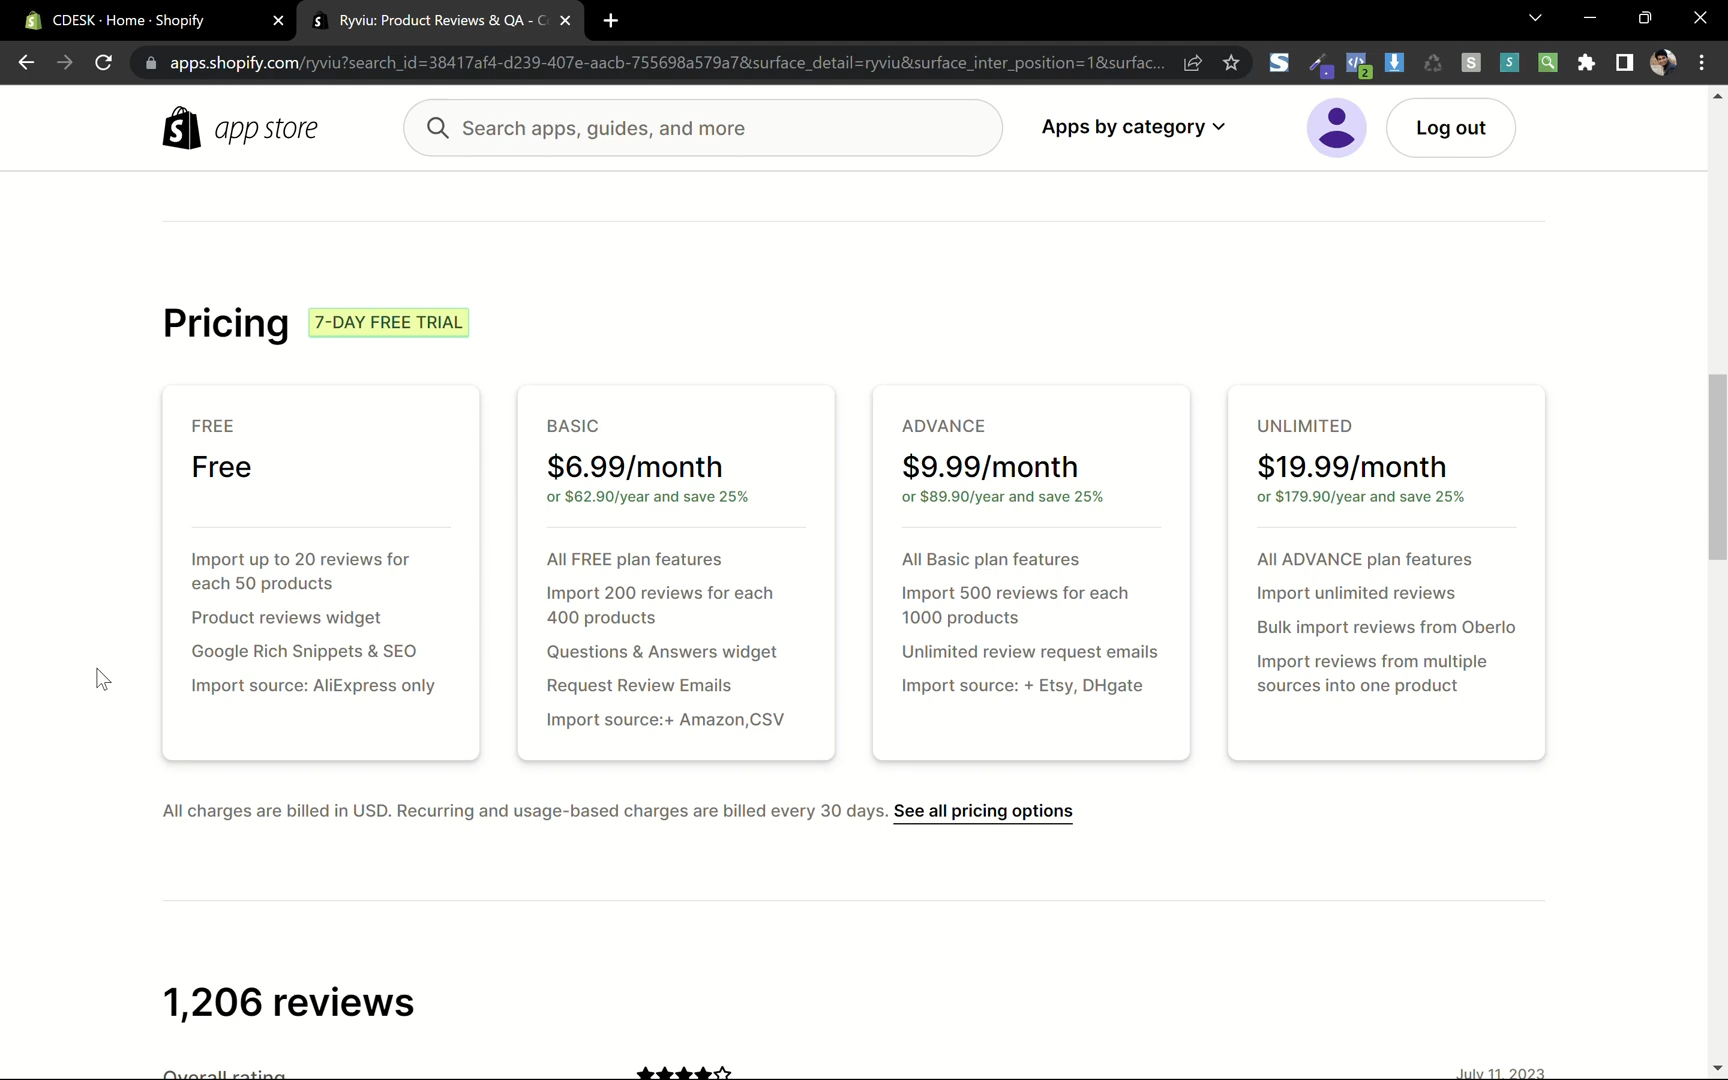 CDESK · Home · Shopify
Ryviu: Product Reviews & QA - C
apps.shopify.com/ryviu?search_id=38417af4-d239-407e-aacb-755698a579a7&surface_detail=ryviu&surface_inter_position=1&surfac...
2
app store
Search apps, guides, and more
Apps by category
Log out
Pricing
7-DAY FREE TRIAL
FREE
Free
Import up to 20 reviews for
each 50 products
Product reviews widget
Google Rich Snippets & SEO
Import source: AliExpress only
BASIC
$6.99/month
or $62.90/year and save 25%
All FREE plan features
Import 200 reviews for each
400 products
Questions & Answers widget
Request Review Emails
Import source:+ Amazon,CSV
ADVANCE
$9.99/month
or $89.90/year and save 25%
All Basic plan features
Import 500 reviews for each
1000 products
Unlimited review request emails
Import source: + Etsy, DHgate
UNLIMITED
$19.99/month
or $179.90/year and save 25%
All ADVANCE plan features
Import unlimited reviews
Bulk import reviews from Oberlo
Import reviews from multiple
sources into one product
All charges are billed in USD. Recurring and usage-based charges are billed every 30 days. See all pricing options
1,206 reviews
Overall rating
July 11, 2023